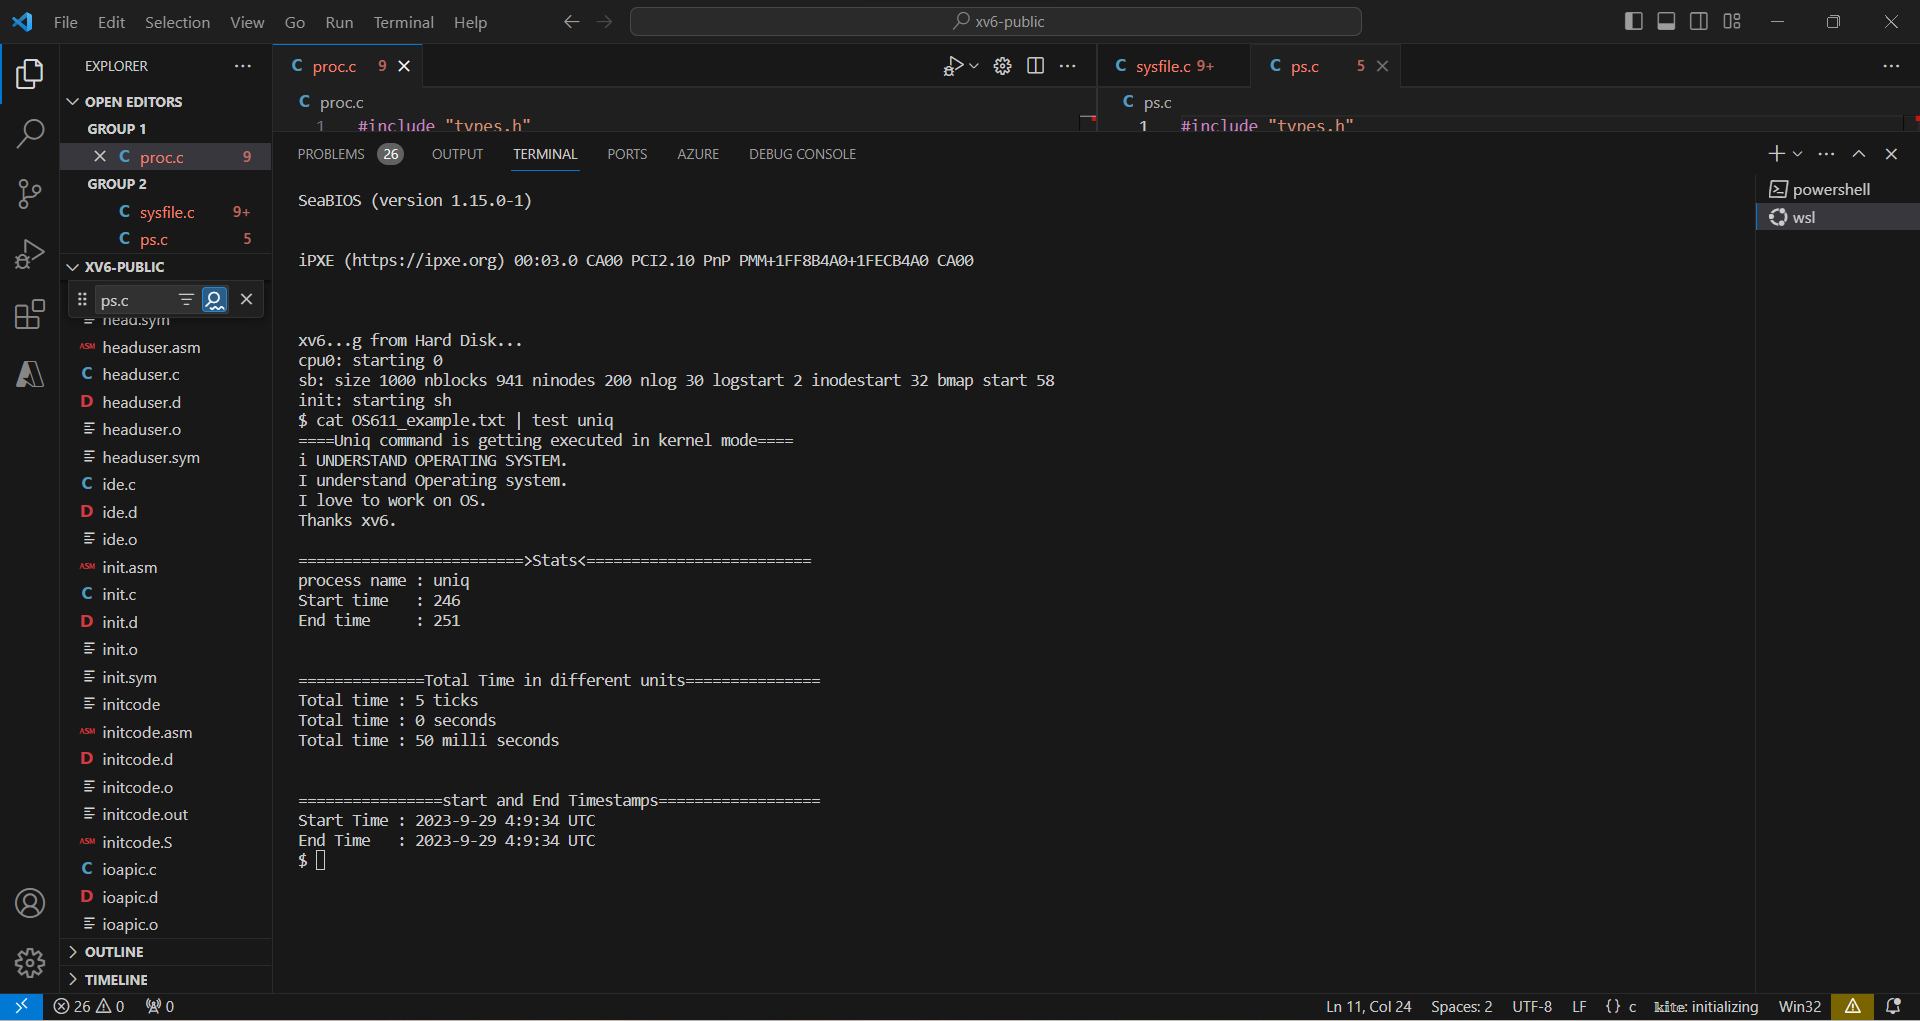 File Edit Selection View Go Run Terminal Help
xv6-public
EXPLORER
OPEN EDITORS
GROUP 1
proc.c 9
GROUP 2
sysfile.c 9+
ps.c 5
XV6-PUBLIC
ps.c
head.sym
ASM headuser.asm
C headuser.c
D headuser.d
headuser.o
headuser.sym
C ide.c
D ide.d
ide.o
ASM init.asm
C init.c
D init.d
init.o
init.sym
initcode
ASM initcode.asm
D initcode.d
initcode.o
initcode.out
ASM initcode.S
C ioapic.c
D ioapic.d
ioapic.o
OUTLINE
TIMELINE
C proc.c 9
C proc.c
1 #include "types.h"
C sysfile.c 9+
C ps.c 5
C ps.c
1 #include "types.h"
PROBLEMS 26 OUTPUT TERMINAL PORTS AZURE DEBUG CONSOLE
SeaBIOS (version 1.15.0-1)
iPXE (https://ipxe.org) 00:03.0 CA00 PCI2.10 PnP PMM+1FF8B4A0+1FECB4A0 CA00
xv6...g from Hard Disk...
cpu0: starting 0
sb: size 1000 nblocks 941 ninodes 200 nlog 30 logstart 2 inodestart 32 bmap start 58
init: starting sh
$ cat OS611_example.txt | test uniq
====Uniq command is getting executed in kernel mode====
i UNDERSTAND OPERATING SYSTEM.
I understand Operating system.
I love to work on OS.
Thanks xv6.
=========================>Stats<=========================
process name : uniq
Start time   : 246
End time     : 251
==============Total Time in different units===============
Total time : 5 ticks
Total time : 0 seconds
Total time : 50 milli seconds
================start and End Timestamps==================
Start Time : 2023-9-29 4:9:34 UTC
End Time   : 2023-9-29 4:9:34 UTC
$
powershell
wsl
26 0 0
Ln 11, Col 24 Spaces: 2 UTF-8 LF {} c kite: initializing Win32